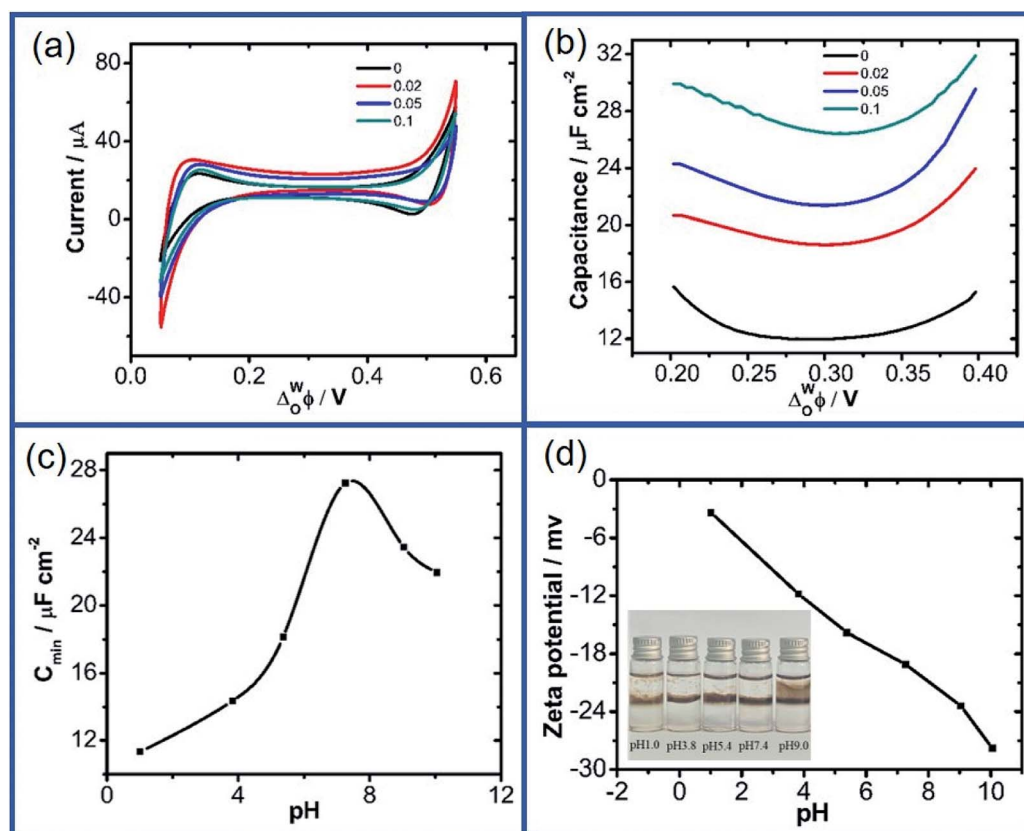 (a)
80
40
0
-40
Current / μA
0
0.02
0.05
0.1
0.0 0.2 0.4 0.6
Δ_o^w ϕ / V
(b)
32
28
24
20
16
12
Capacitance / μF cm⁻²
0
0.02
0.05
0.1
0.20 0.25 0.30 0.35 0.40
Δ_o^w ϕ / V
(c)
28
24
20
16
12
C_min / μF cm⁻²
0 4 8 12
pH
(d)
0
-6
-12
-18
-24
-30
Zeta potential / mv
pH1.0 pH3.8 pH5.4 pH7.4 pH9.0
-2 0 2 4 6 8 10
pH